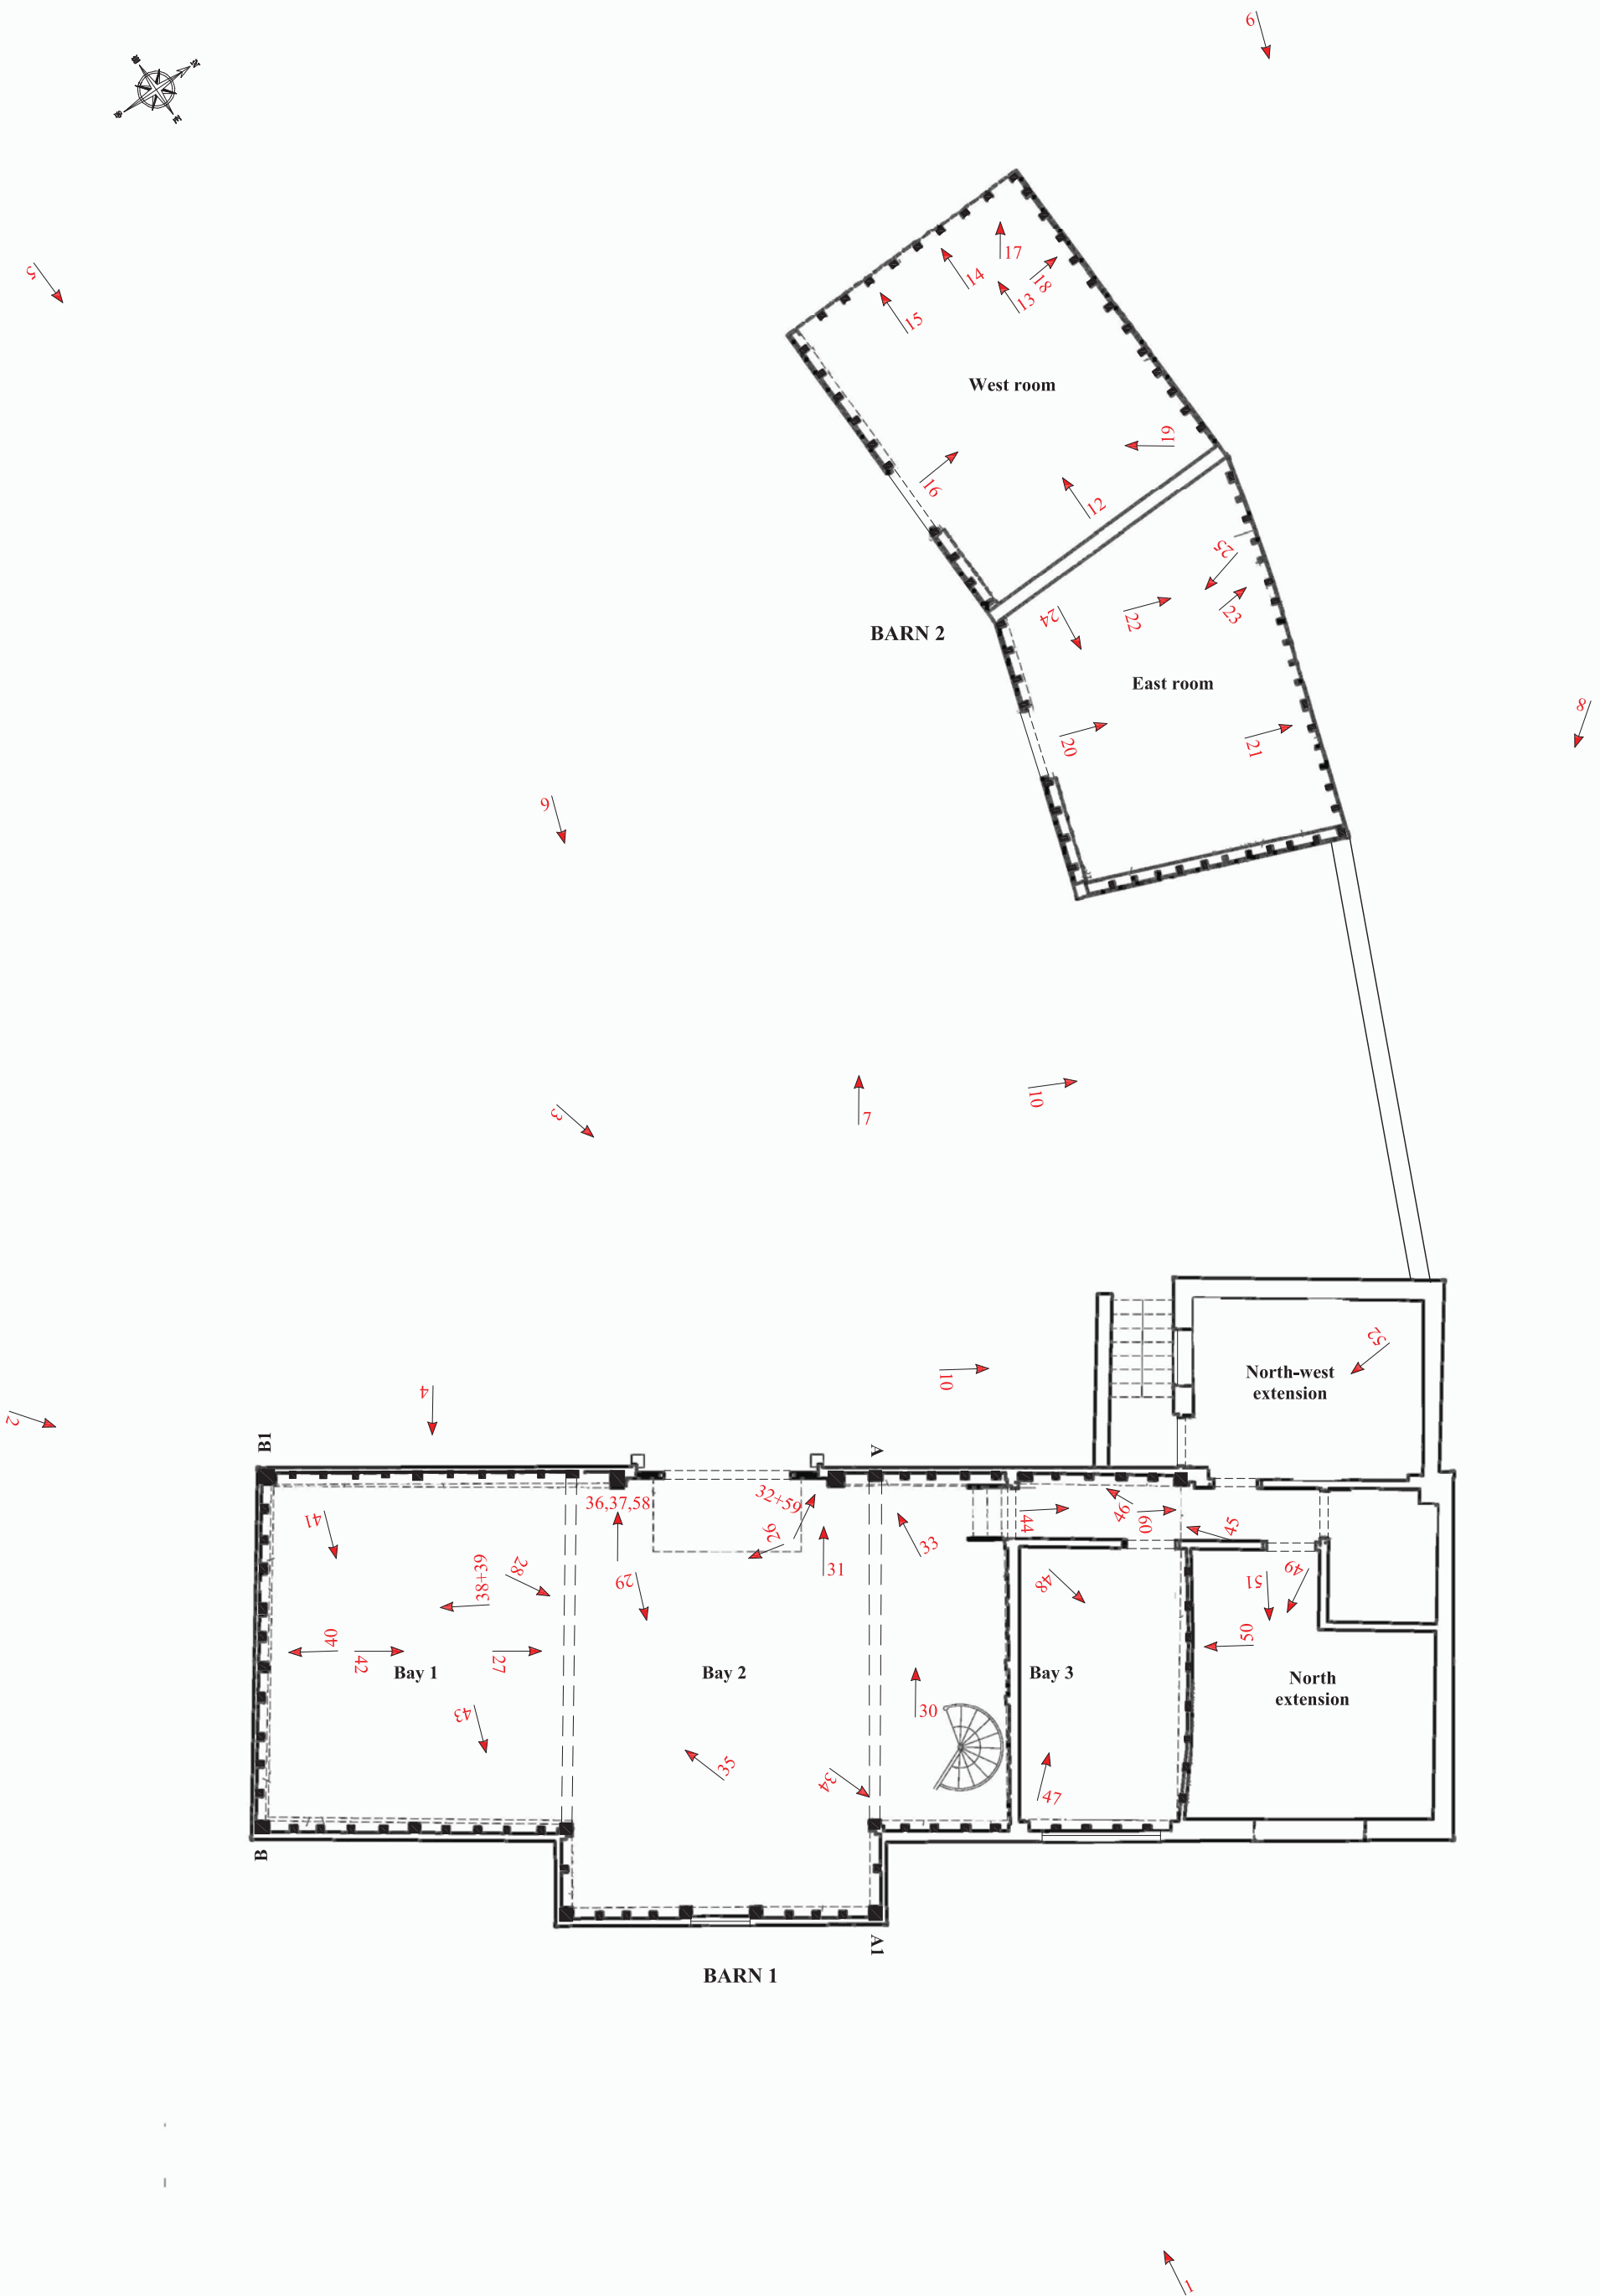 N
W
E
S
9
5
17
14
18
13
15
West room
19
16
12
25
24
22
23
BARN 2
East room
8
20
21
6
3
7
10
52
North-west
extension
10
4
2
B1
A
36,37,58
32+59
41
26
33
44
46
60
45
31
38+39
28
29
48
51
49
40
42
27
50
Bay 1
Bay 2
Bay 3
North
extension
43
30
35
34
47
B
A1
BARN 1
1